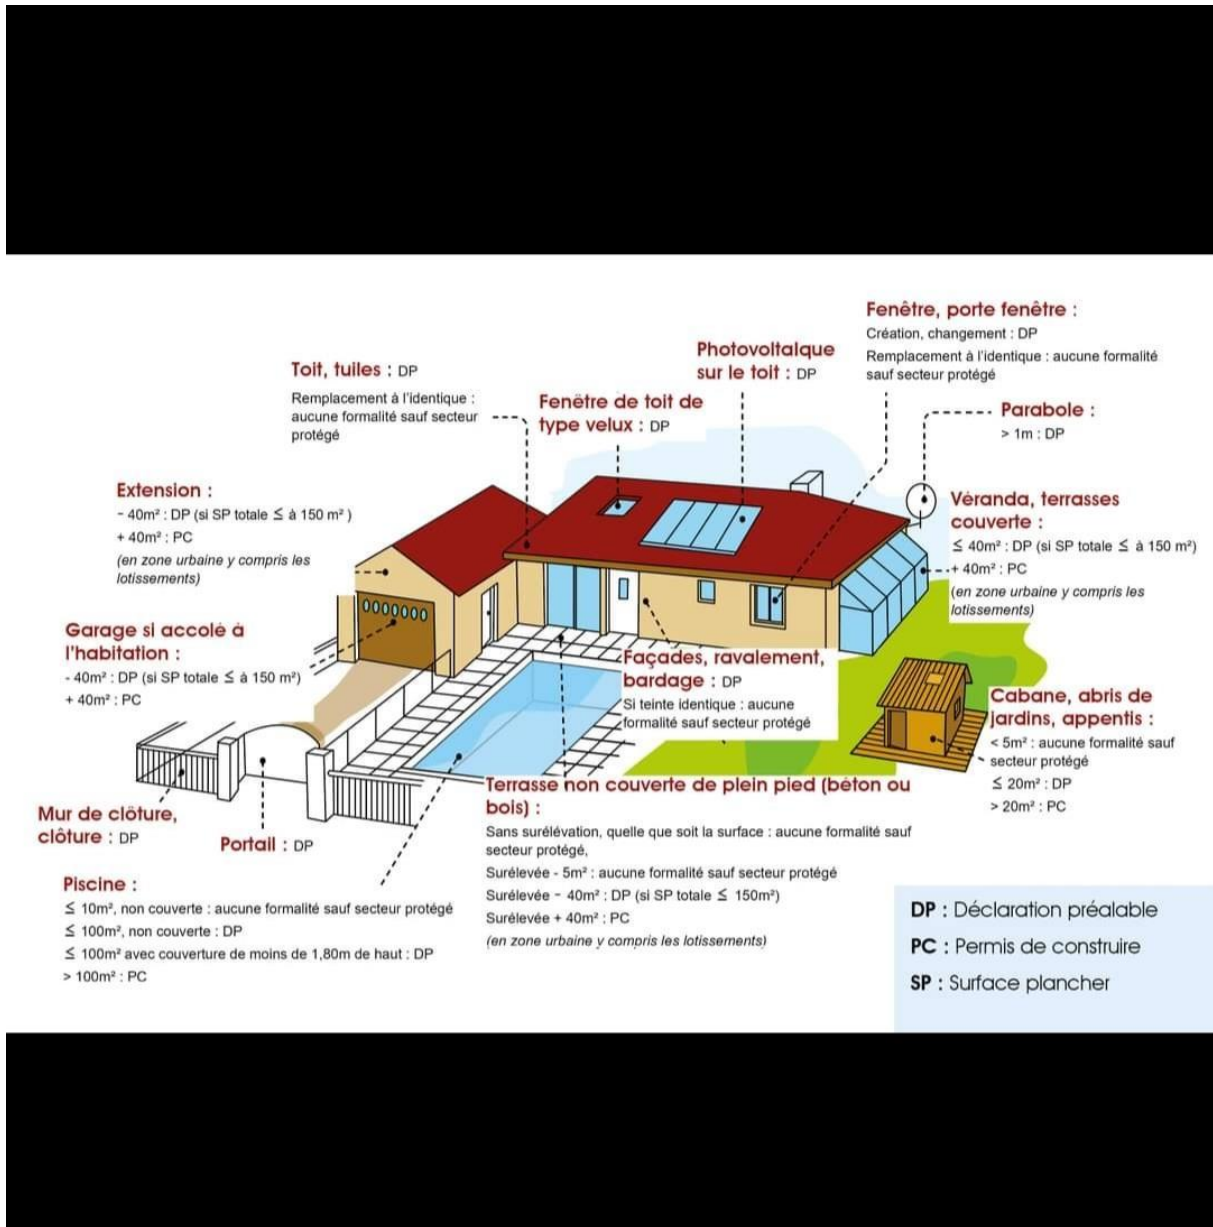 Fenêtre, porte fenêtre :
Création, changement : DP
Remplacement à l'identique : aucune formalité
sauf secteur protégé
Photovoltaïque
sur le toit : DP
Toit, tuiles : DP
Remplacement à l'identique :
aucune formalité sauf secteur
protégé
Fenêtre de toit de
type velux : DP
Parabole :
> 1m : DP
Extension :
- 40m² : DP (si SP totale ≤ à 150 m² )
+ 40m² : PC
(en zone urbaine y compris les
lotissements)
Véranda, terrasses
couverte :
≤ 40m² : DP (si SP totale ≤ à 150 m²)
+ 40m² : PC
(en zone urbaine y compris les
lotissements)
Garage si accolé à
l'habitation :
- 40m² : DP (si SP totale ≤ à 150 m²)
+ 40m² : PC
Façades, ravalement,
bardage : DP
Si teinte identique : aucune
formalité sauf secteur protégé
Cabane, abris de
jardins, appentis :
< 5m² : aucune formalité sauf
secteur protégé
≤ 20m² : DP
> 20m² : PC
Mur de clôture,
clôture : DP
Portail : DP
Terrasse non couverte de plein pied (béton ou
bois) :
Sans surélévation, quelle que soit la surface : aucune formalité sauf
secteur protégé,
Surélevée - 5m² : aucune formalité sauf secteur protégé
Surélevée - 40m² : DP (si SP totale ≤ 150m²)
Surélevée + 40m² : PC
(en zone urbaine y compris les lotissements)
Piscine :
≤ 10m², non couverte : aucune formalité sauf secteur protégé
≤ 100m², non couverte : DP
≤ 100m² avec couverture de moins de 1,80m de haut : DP
> 100m² : PC
DP : Déclaration préalable
PC : Permis de construire
SP : Surface plancher